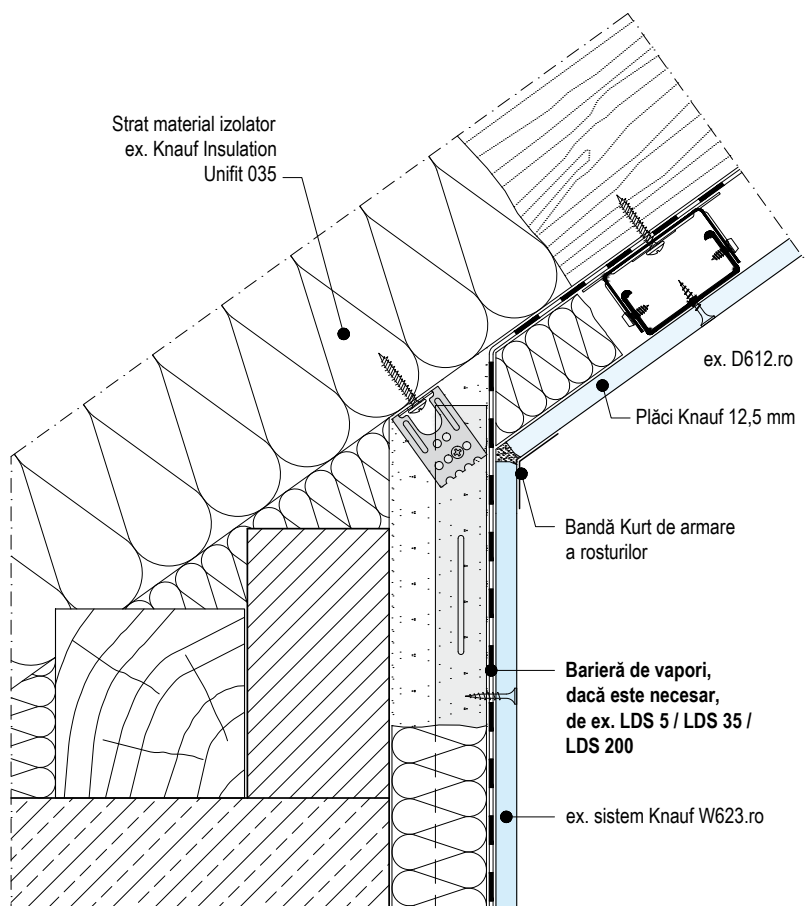 Strat material izolator
ex. Knauf Insulation
Unifit 035
ex. D612.ro
Plăci Knauf 12,5 mm
Bandă Kurt de armare
a rosturilor
Barieră de vapori,
dacă este necesar,
de ex. LDS 5 / LDS 35 /
LDS 200
ex. sistem Knauf W623.ro